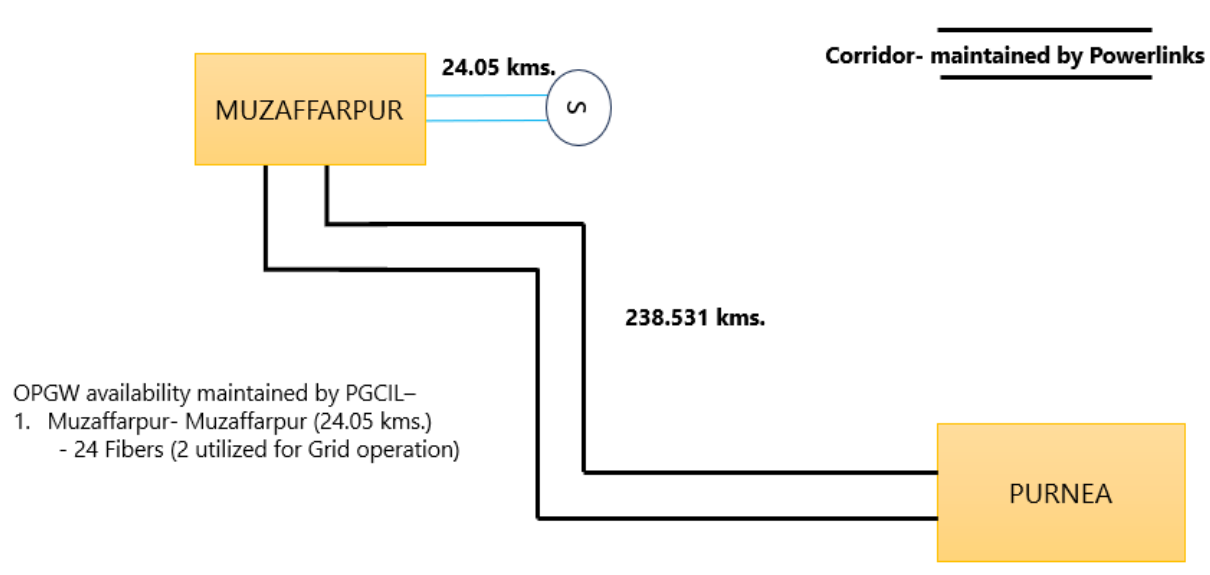 Corridor- maintained by Powerlinks
24.05 kms.
MUZAFFARPUR
S
238.531 kms.
OPGW availability maintained by PGCIL–
1. Muzaffarpur- Muzaffarpur (24.05 kms.)
- 24 Fibers (2 utilized for Grid operation)
PURNEA